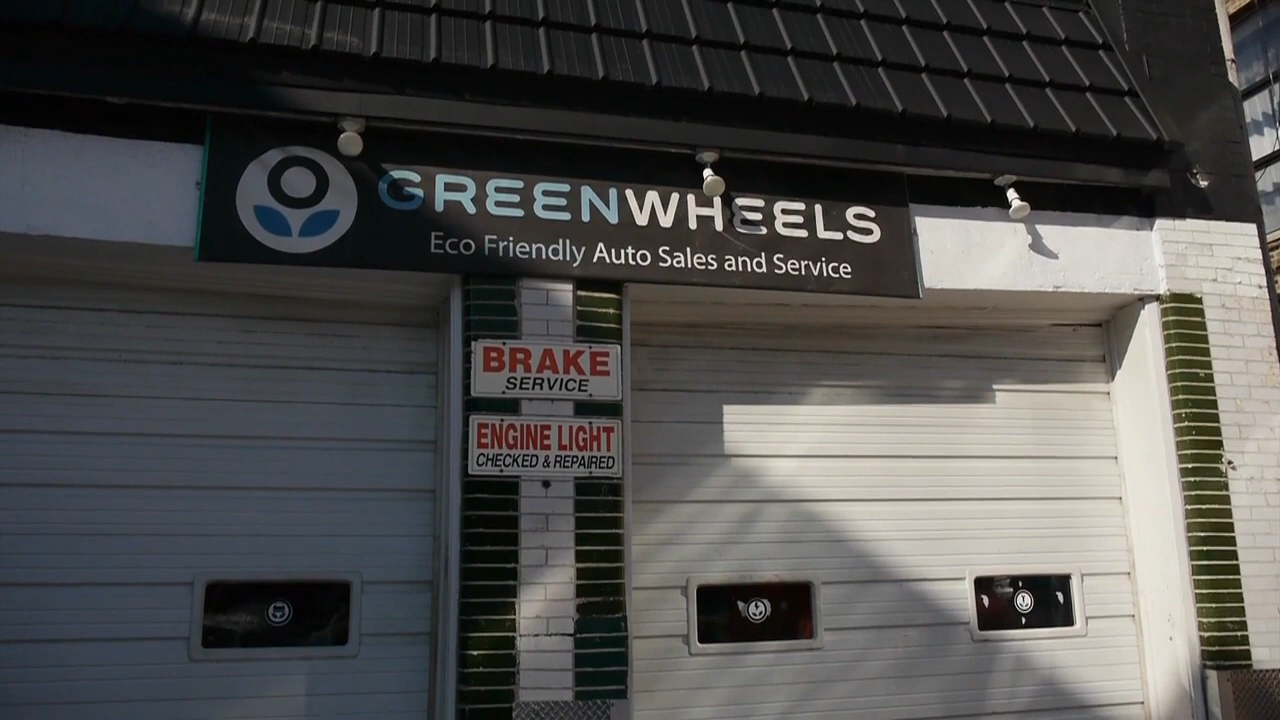 GREENWHEELS
Eco Friendly Auto Sales and Service
BRAKE
SERVICE
ENGINE LIGHT
CHECKED & REPAIRED